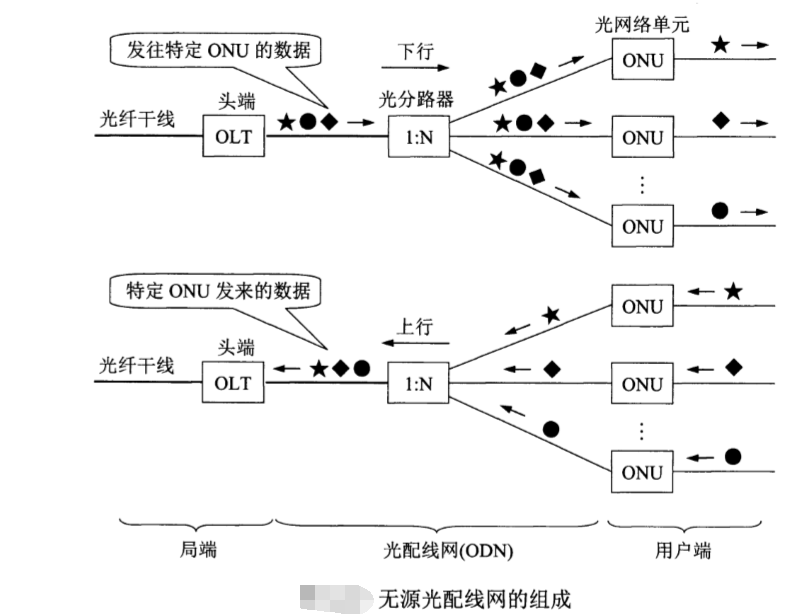 光网络单元
发往特定 ONU 的数据
下行
ONU
头端
光分路器
光纤干线
OLT
1:N
ONU
ONU
特定 ONU 发来的数据
上行
ONU
头端
光纤干线
OLT
1:N
ONU
ONU
局端
光配线网(ODN)
用户端
无源光配线网的组成